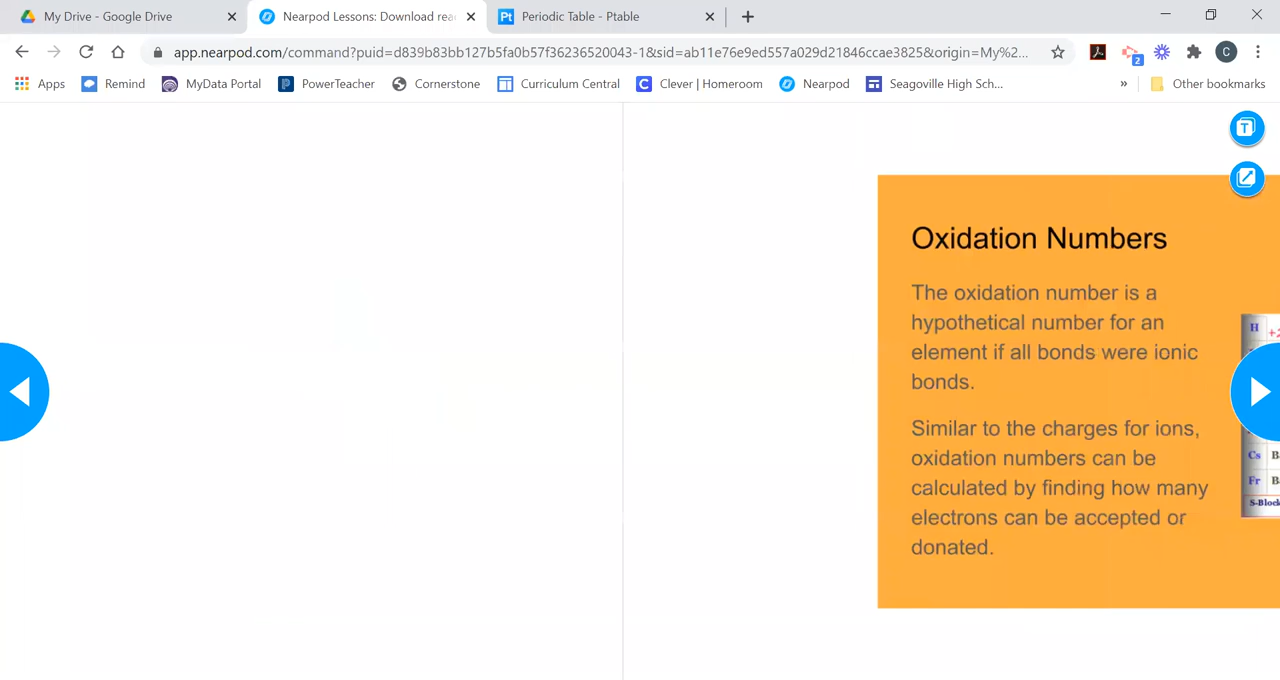 My Drive - Google Drive
Nearpod Lessons: Download rea
Pt Periodic Table - Ptable
app.nearpod.com/command?puid=d839b83bb127b5fa0b57f36236520043-1&sid=ab11e76e9ed557a029d21846ccae3825&origin=My%2...
2
C
Apps
Remind
MyData Portal
P PowerTeacher
Cornerstone
Curriculum Central
C Clever | Homeroom
Nearpod
Seagoville High Sch...
»
Other bookmarks
T
Oxidation Numbers
The oxidation number is a
hypothetical number for an
element if all bonds were ionic
bonds.
Similar to the charges for ions,
oxidation numbers can be
calculated by finding how many
electrons can be accepted or
donated.
H
Cs
Fr